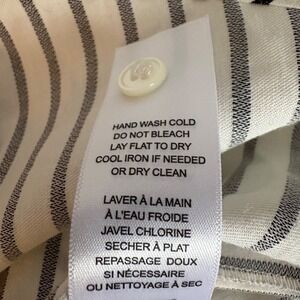 HAND WASH COLD
DO NOT BLEACH
LAY FLAT TO DRY
COOL IRON IF NEEDED
OR DRY CLEAN
LAVER À LA MAIN
À L'EAU FROIDE
JAVEL CHLORINE
SECHER À PLAT
REPASSAGE DOUX
SI NÉCESSAIRE
OU NETTOYAGE À SEC